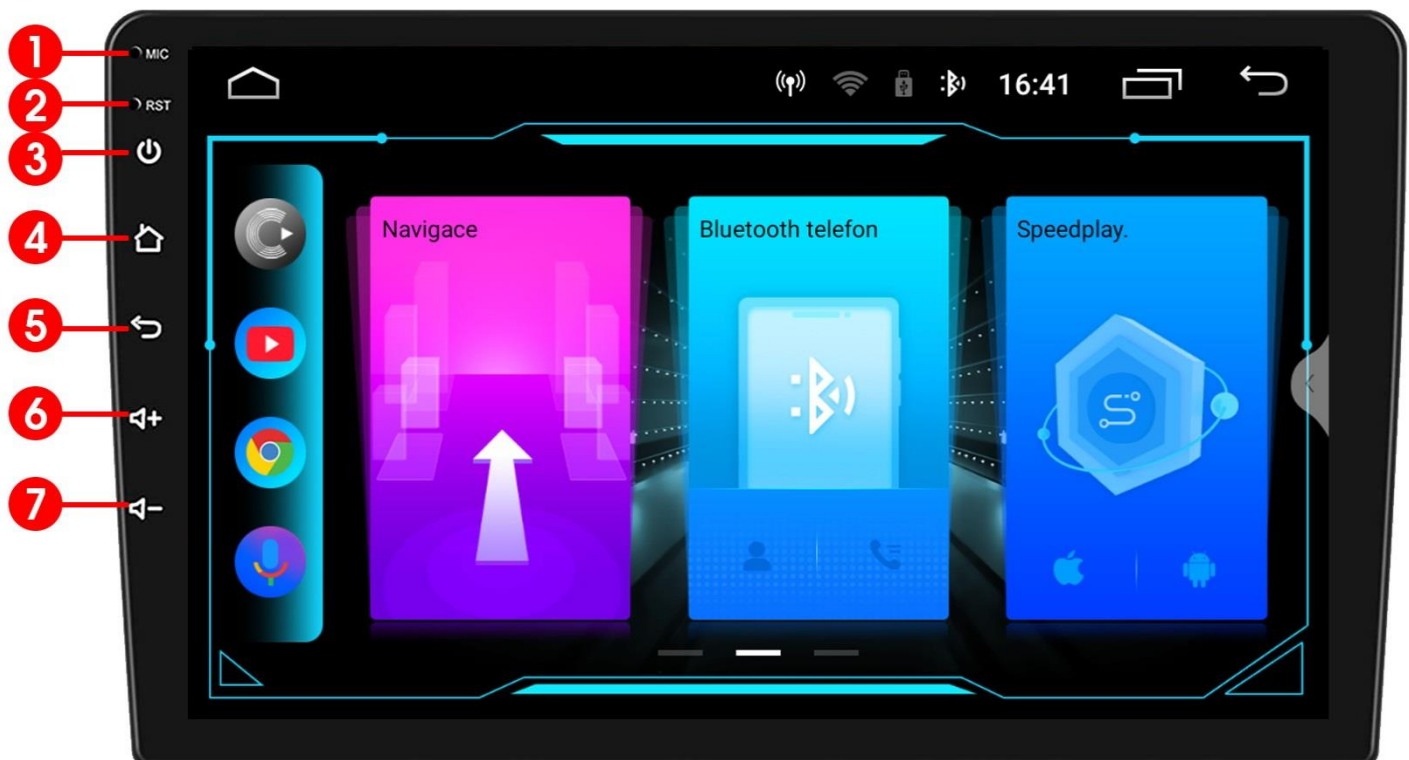 1 MIC
2 RST
3
4
5
6
7
16:41
Navigace
Bluetooth telefon
Speedplay.